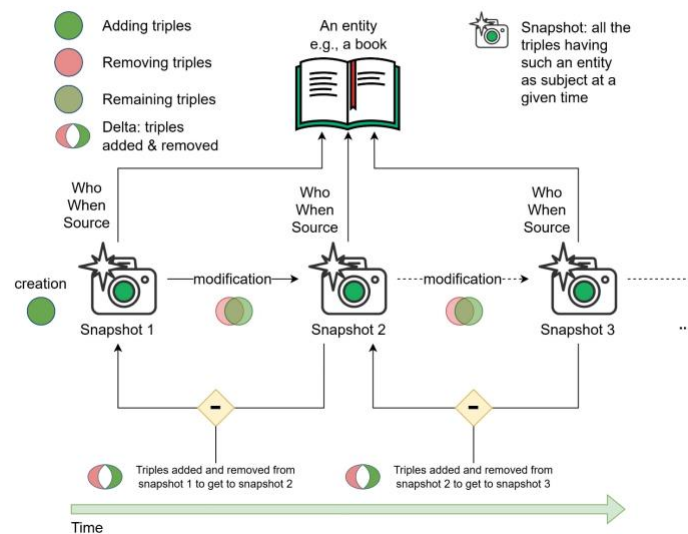 Adding triples
Removing triples
Remaining triples
Delta: triples
added & removed
An entity
e.g., a book
Snapshot: all the
triples having
such an entity
as subject at a
given time
Who
When
Source
Who
When
Source
Who
When
Source
creation
modification
modification
Snapshot 1
Snapshot 2
Snapshot 3
...
-
-
Triples added and removed from
snapshot 1 to get to snapshot 2
Triples added and removed from
snapshot 2 to get to snapshot 3
Time